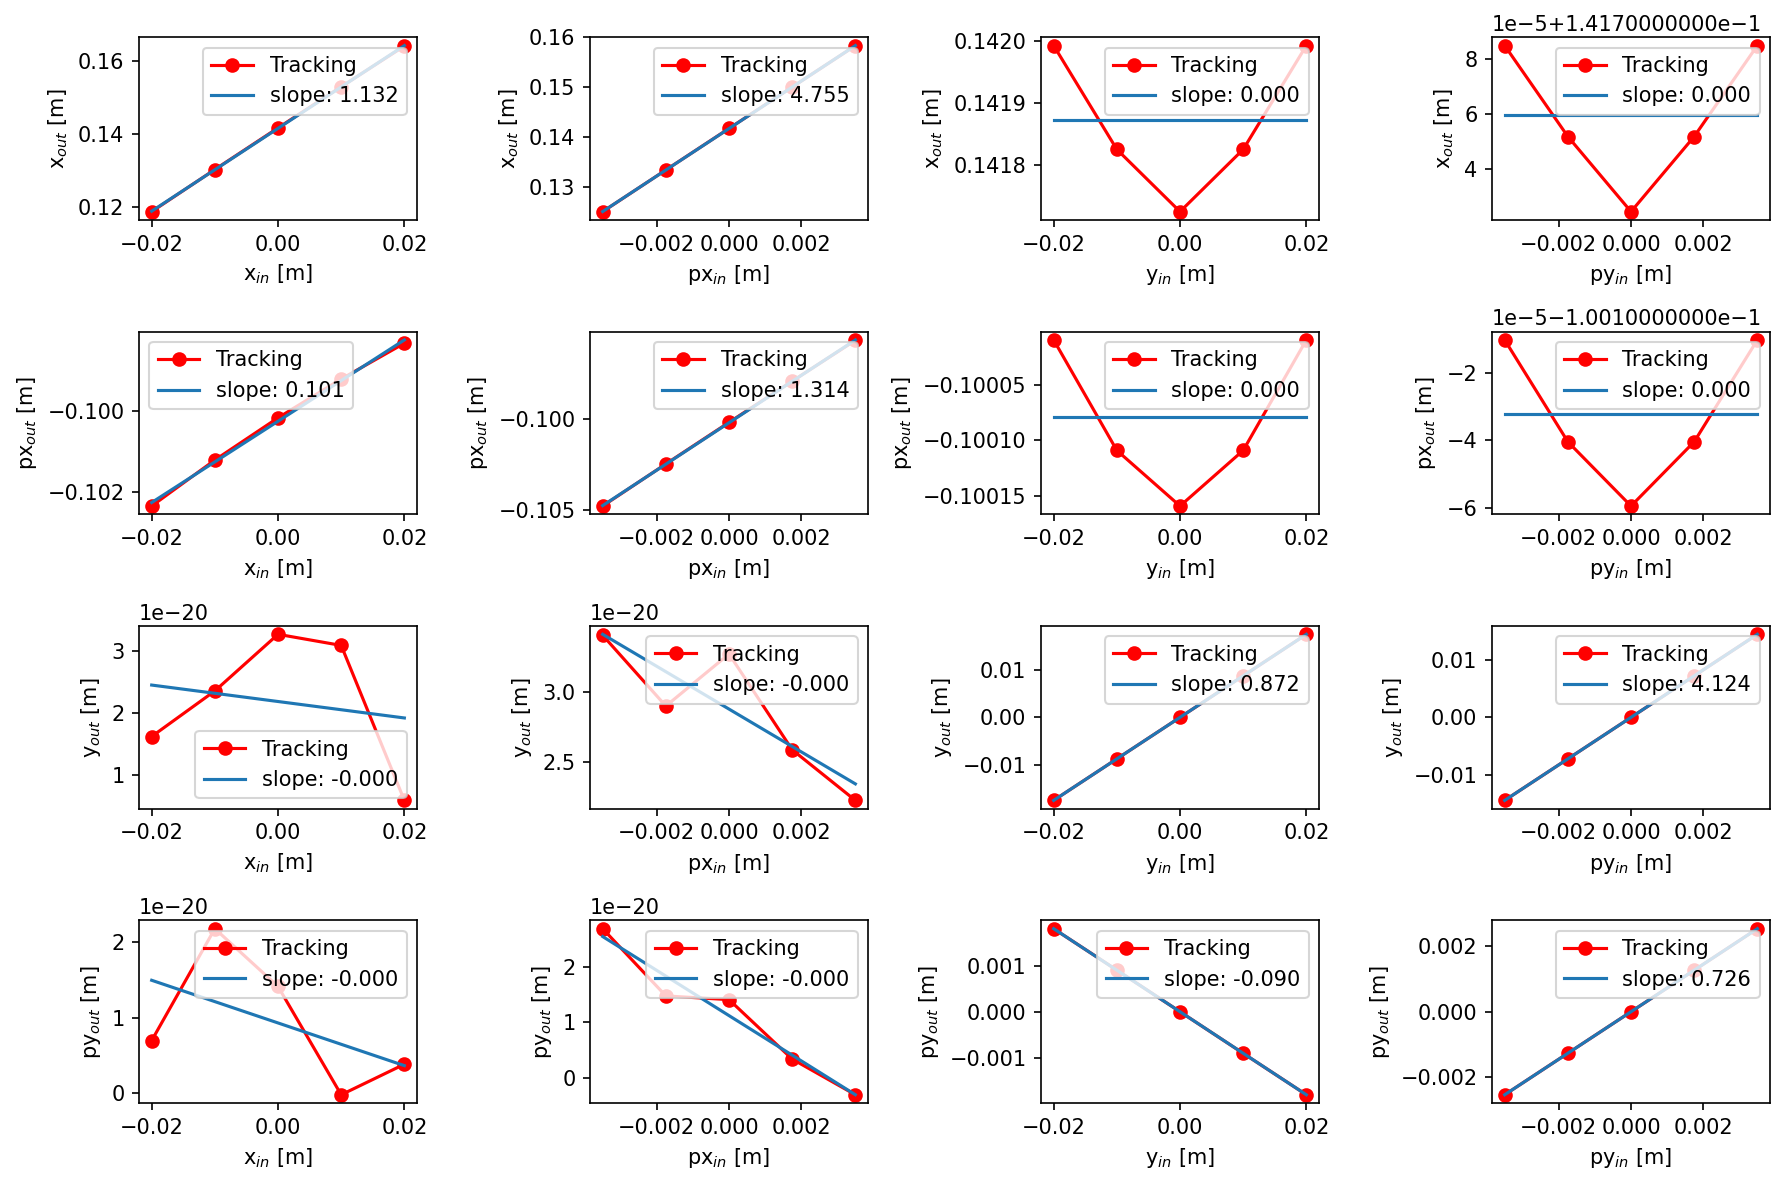 0.16
0.14
0.12
x_out [m]
Tracking
slope: 1.132
−0.02 0.00 0.02
x_in [m]
0.16
0.15
0.14
0.13
x_out [m]
Tracking
slope: 4.755
−0.002 0.000 0.002
px_in [m]
0.1420
0.1419
0.1418
x_out [m]
Tracking
slope: 0.000
−0.02 0.00 0.02
y_in [m]
1e−5+1.4170000000e−1
8
6
4
x_out [m]
Tracking
slope: 0.000
−0.002 0.000 0.002
py_in [m]
−0.100
−0.102
px_out [m]
Tracking
slope: 0.101
−0.02 0.00 0.02
x_in [m]
−0.100
−0.105
px_out [m]
Tracking
slope: 1.314
−0.002 0.000 0.002
px_in [m]
−0.10005
−0.10010
−0.10015
px_out [m]
Tracking
slope: 0.000
−0.02 0.00 0.02
y_in [m]
1e−5−1.0010000000e−1
−2
−4
−6
px_out [m]
Tracking
slope: 0.000
−0.002 0.000 0.002
py_in [m]
1e−20
3
2
1
y_out [m]
Tracking
slope: -0.000
−0.02 0.00 0.02
x_in [m]
1e−20
3.0
2.5
y_out [m]
Tracking
slope: -0.000
−0.002 0.000 0.002
px_in [m]
0.01
0.00
−0.01
y_out [m]
Tracking
slope: 0.872
−0.02 0.00 0.02
y_in [m]
0.01
0.00
−0.01
y_out [m]
Tracking
slope: 4.124
−0.002 0.000 0.002
py_in [m]
1e−20
2
1
0
py_out [m]
Tracking
slope: -0.000
−0.02 0.00 0.02
x_in [m]
1e−20
2
1
0
py_out [m]
Tracking
slope: -0.000
−0.002 0.000 0.002
px_in [m]
0.001
0.000
−0.001
py_out [m]
Tracking
slope: -0.090
−0.02 0.00 0.02
y_in [m]
0.002
0.000
−0.002
py_out [m]
Tracking
slope: 0.726
−0.002 0.000 0.002
py_in [m]